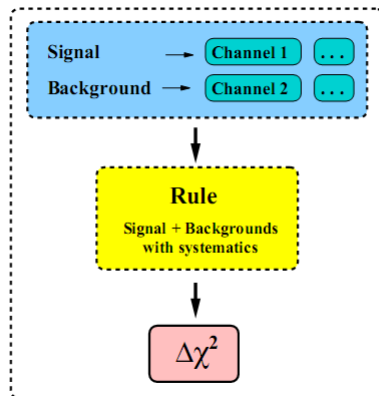 Signal Channel 1 ...
Background Channel 2 ...
Rule
Signal + Backgrounds
with systematics
Δχ²